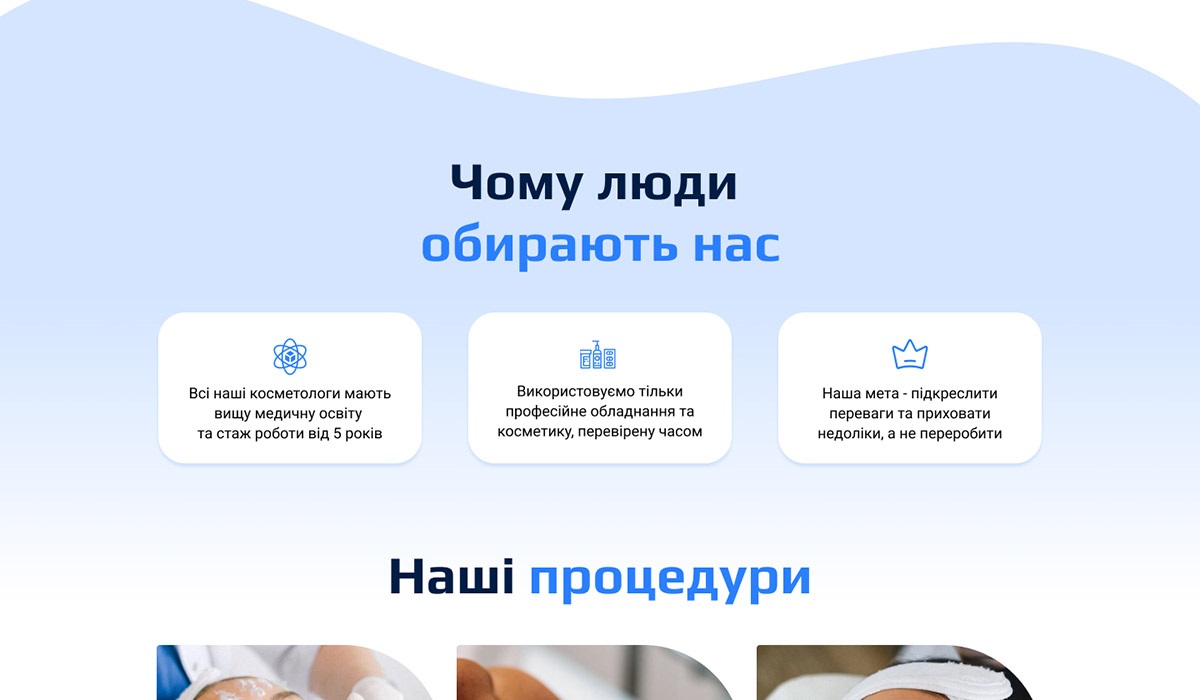 Чому люди
обирають нас
Всі наші косметологи мають
вищу медичну освіту
та стаж роботи від 5 років
Використовуємо тільки
професійне обладнання та
косметику, перевірену часом
Наша мета - підкреслити
переваги та приховати
недоліки, а не переробити
Наші процедури